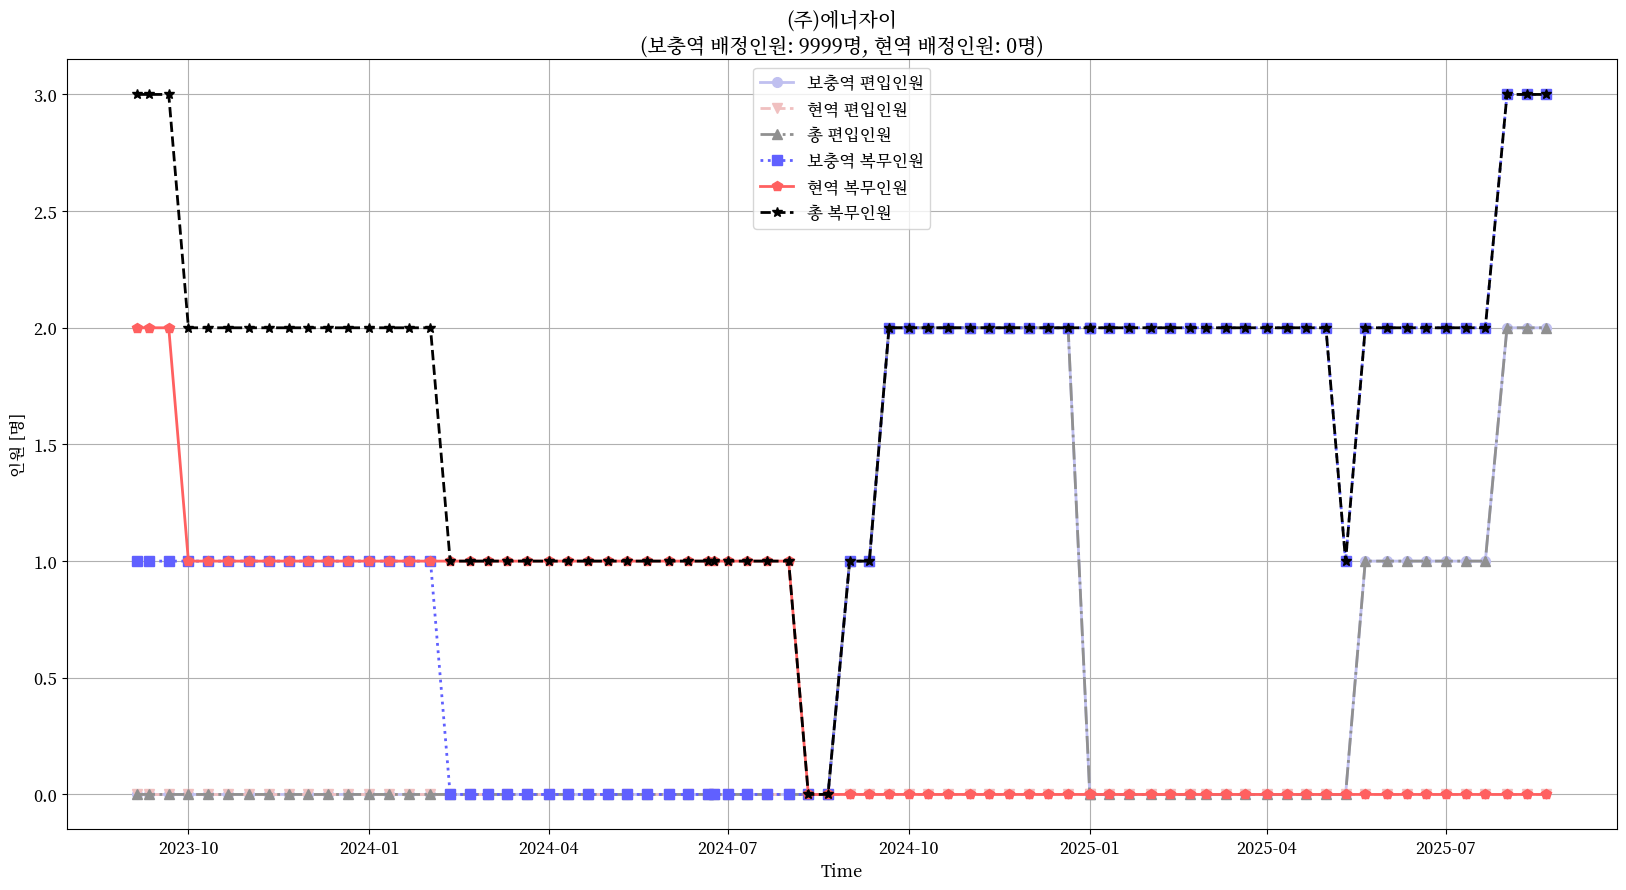 (주)에너자이
(보충역 배정인원: 9999명, 현역 배정인원: 0명)
보충역 편입인원
현역 편입인원
총 편입인원
보충역 복무인원
현역 복무인원
총 복무인원
인원 [명]
3.0
2.5
2.0
1.5
1.0
0.5
0.0
2023-10
2024-01
2024-04
2024-07
2024-10
2025-01
2025-04
2025-07
Time